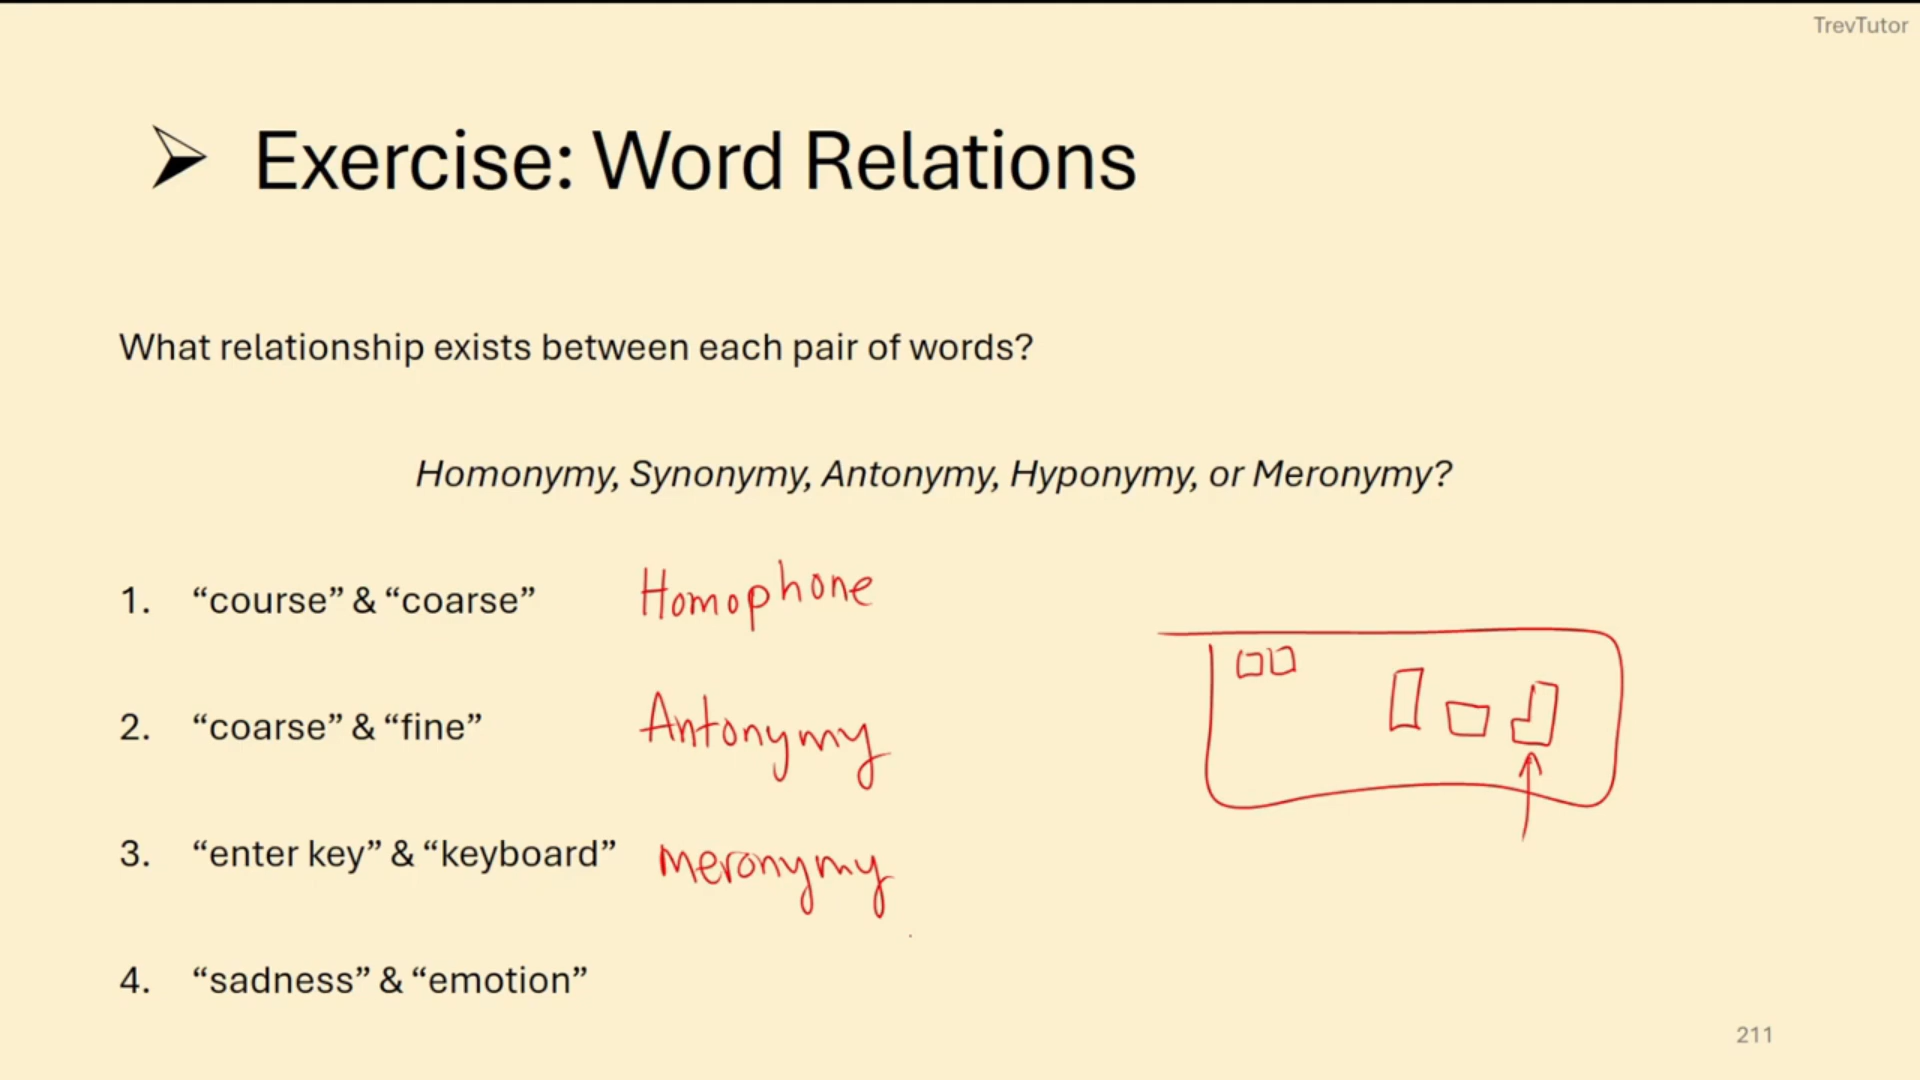 TrevTutor
➢ Exercise: Word Relations
What relationship exists between each pair of words?
Homonymy, Synonymy, Antonymy, Hyponymy, or Meronymy?
1. “course” & “coarse” Homophone
2. “coarse” & “fine” Antonymy
3. “enter key” & “keyboard” Meronymy
4. “sadness” & “emotion”
211